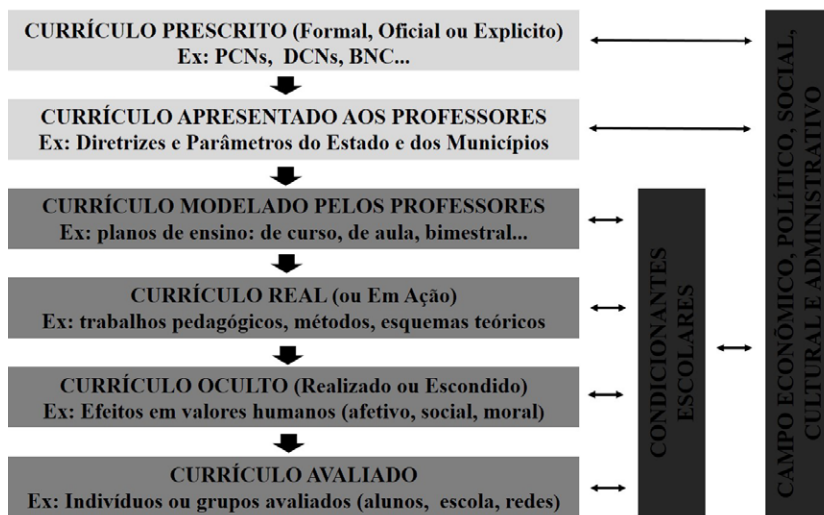 CURRÍCULO PRESCRITO (Formal, Oficial ou Explicito)
Ex: PCNs, DCNs, BNC...
CURRÍCULO APRESENTADO AOS PROFESSORES
Ex: Diretrizes e Parâmetros do Estado e dos Municípios
CURRÍCULO MODELADO PELOS PROFESSORES
Ex: planos de ensino: de curso, de aula, bimestral...
CURRÍCULO REAL (ou Em Ação)
Ex: trabalhos pedagógicos, métodos, esquemas teóricos
CURRÍCULO OCULTO (Realizado ou Escondido)
Ex: Efeitos em valores humanos (afetivo, social, moral)
CURRÍCULO AVALIADO
Ex: Indivíduos ou grupos avaliados (alunos, escola, redes)
CONDICIONANTES
ESCOLARES
CAMPO ECONÔMICO, POLÍTICO, SOCIAL,
CULTURAL E ADMINISTRATIVO